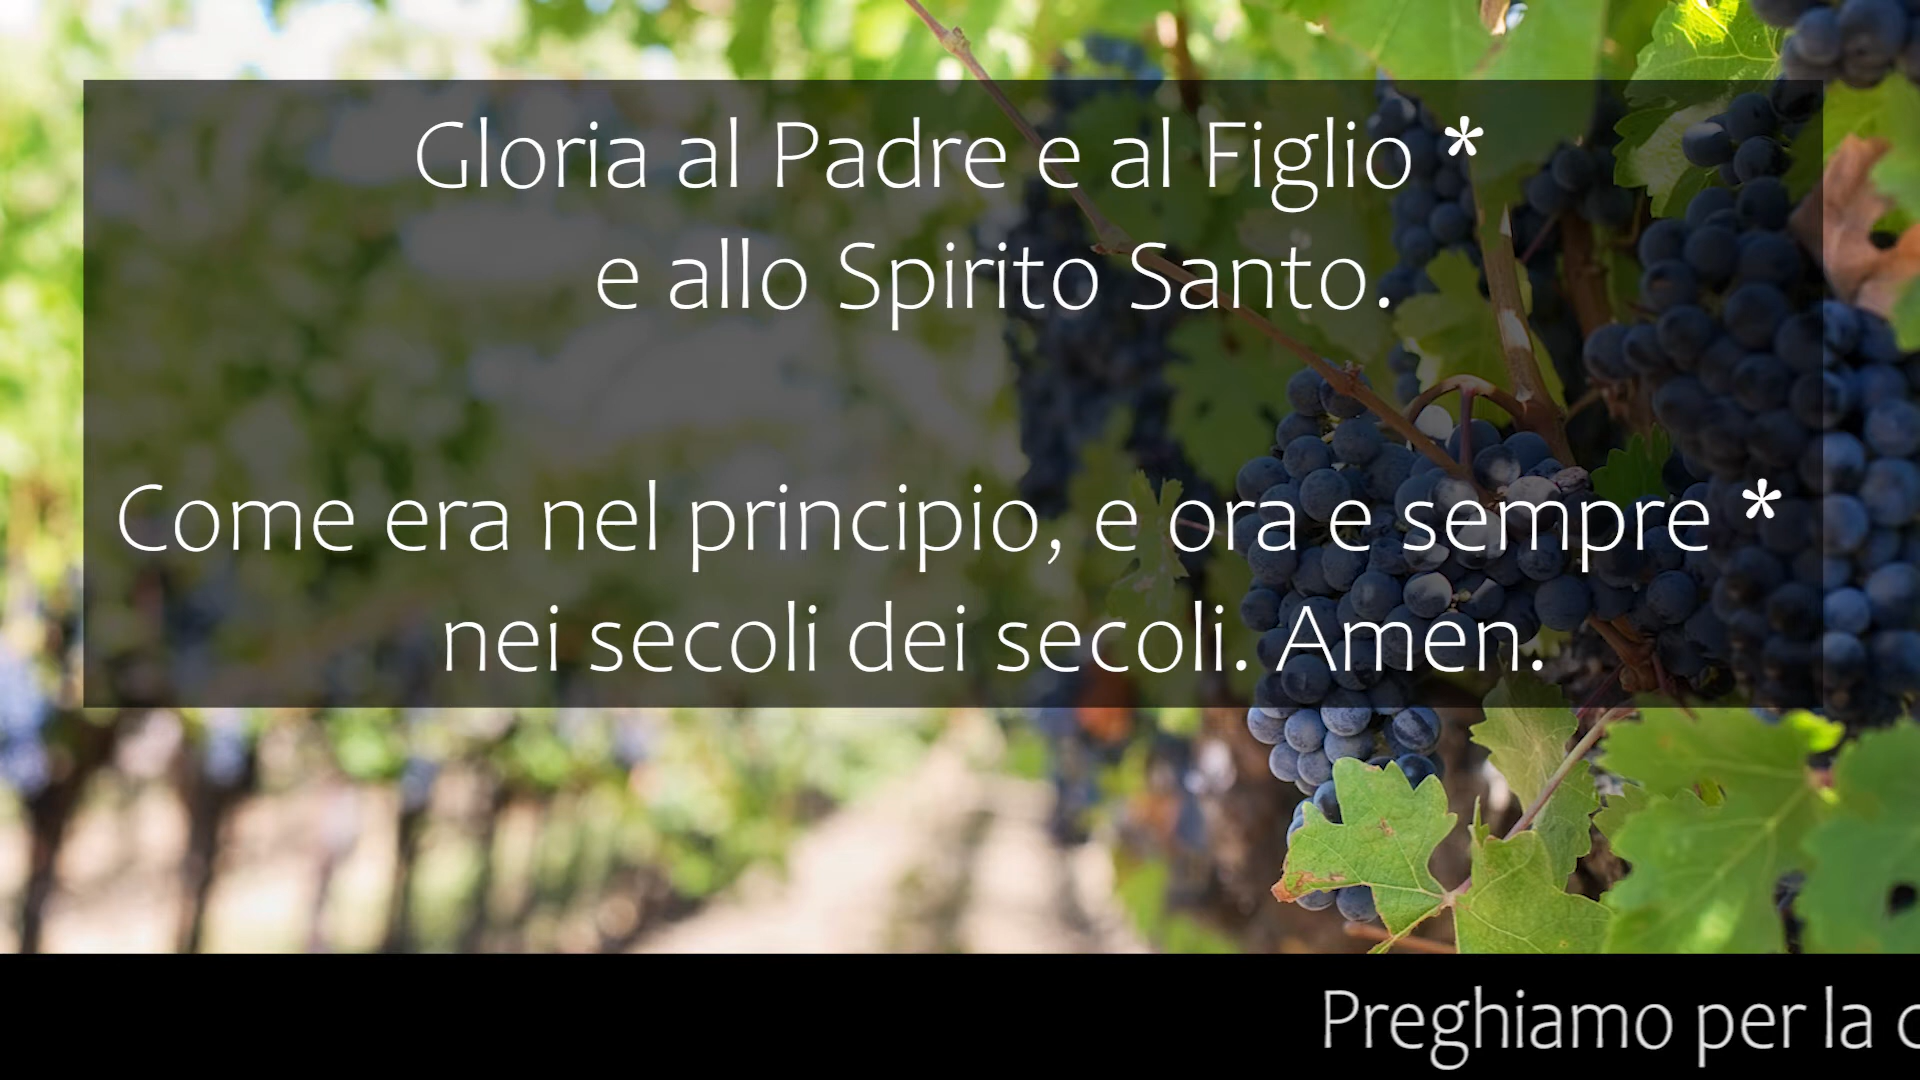 Gloria al Padre e al Figlio *
e allo Spirito Santo.
Come era nel principio, e ora e sempre *
nei secoli dei secoli. Amen.
Preghiamo per la